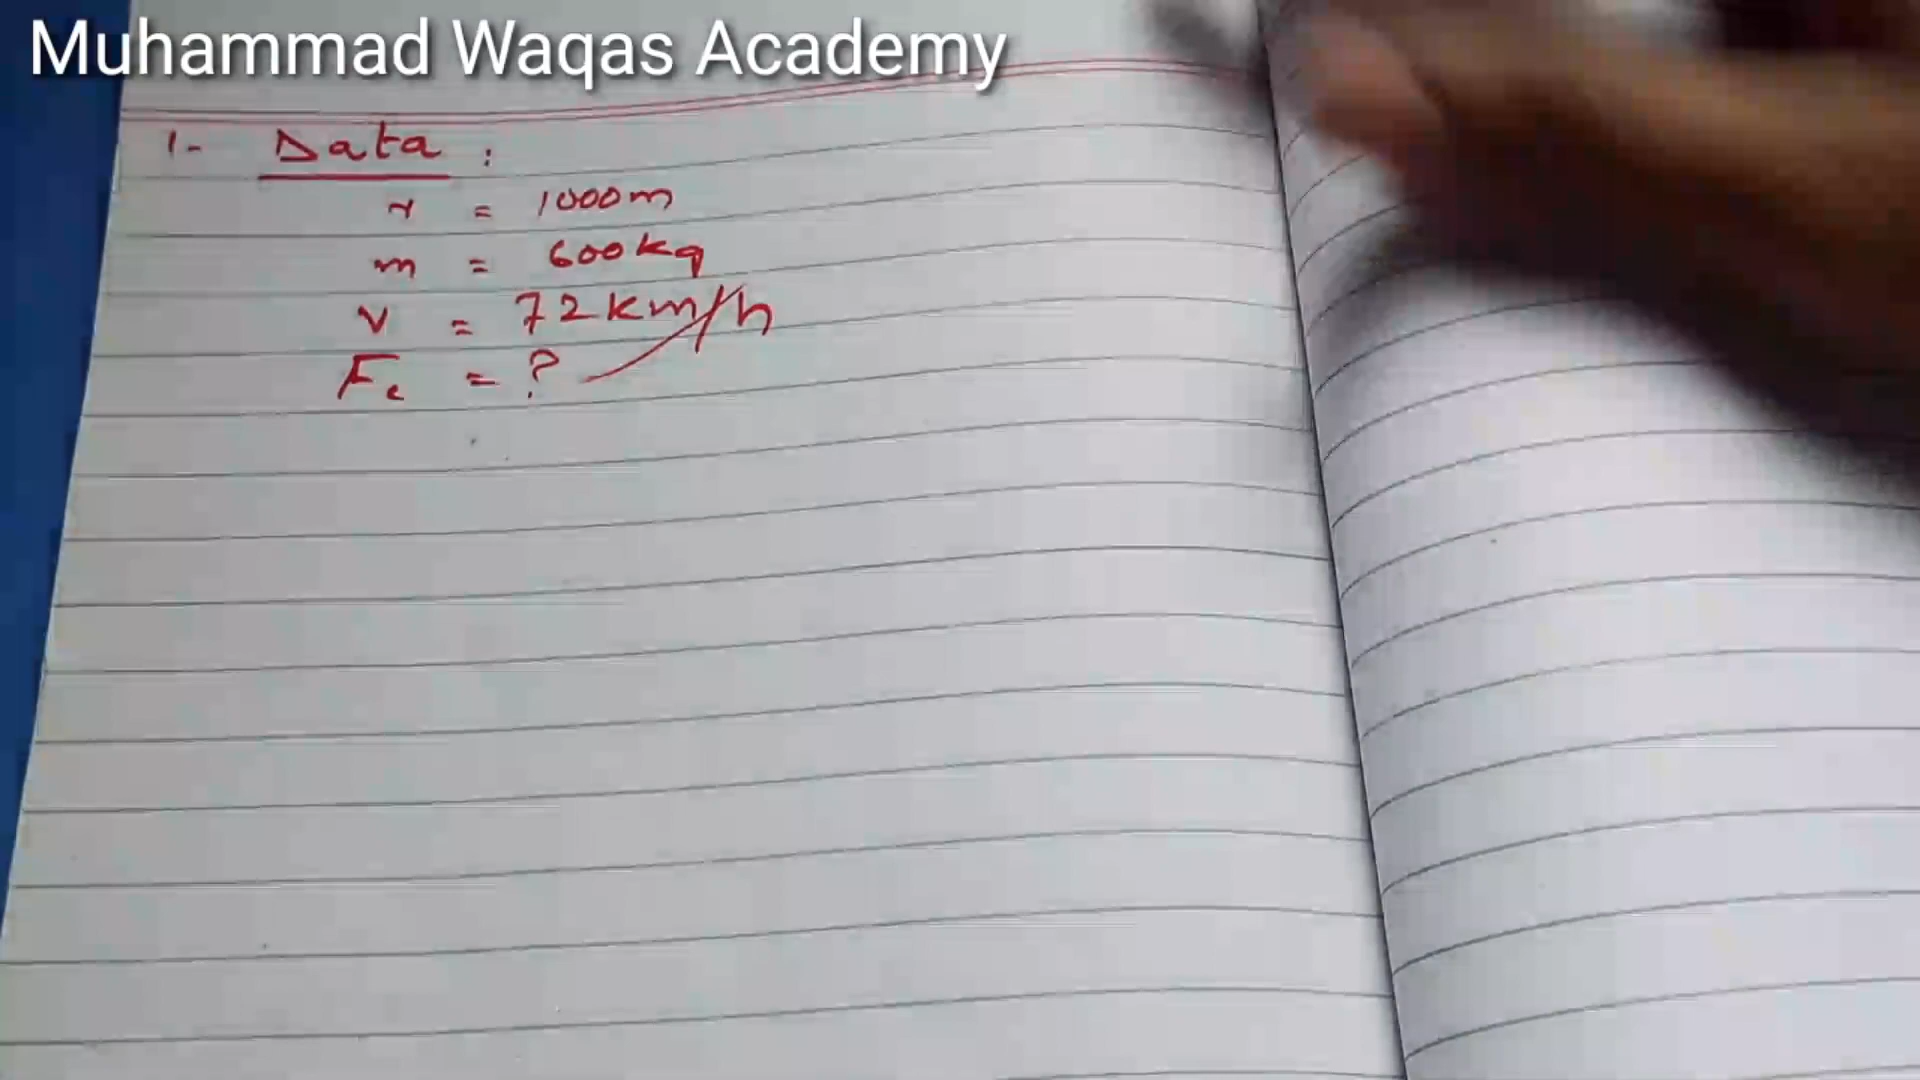 Muhammad Waqas Academy
1- Data :
r = 1000m
m = 600kg
v = 72km/h
Fc = ?